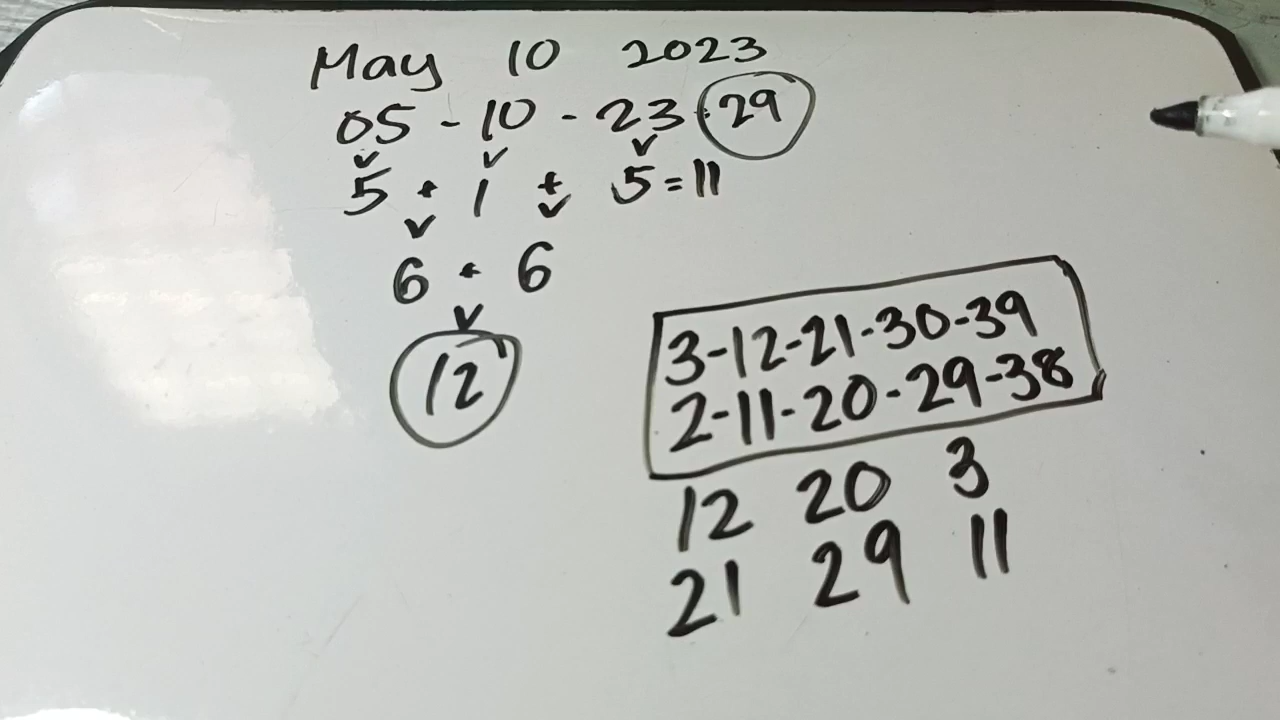 May 10 2023
05 - 10 - 23 · 29
5 + 1 + 5 = 11
6 + 6
12
3-12-21-30-39
2-11-20-29-38
12 20 3
21 29 11